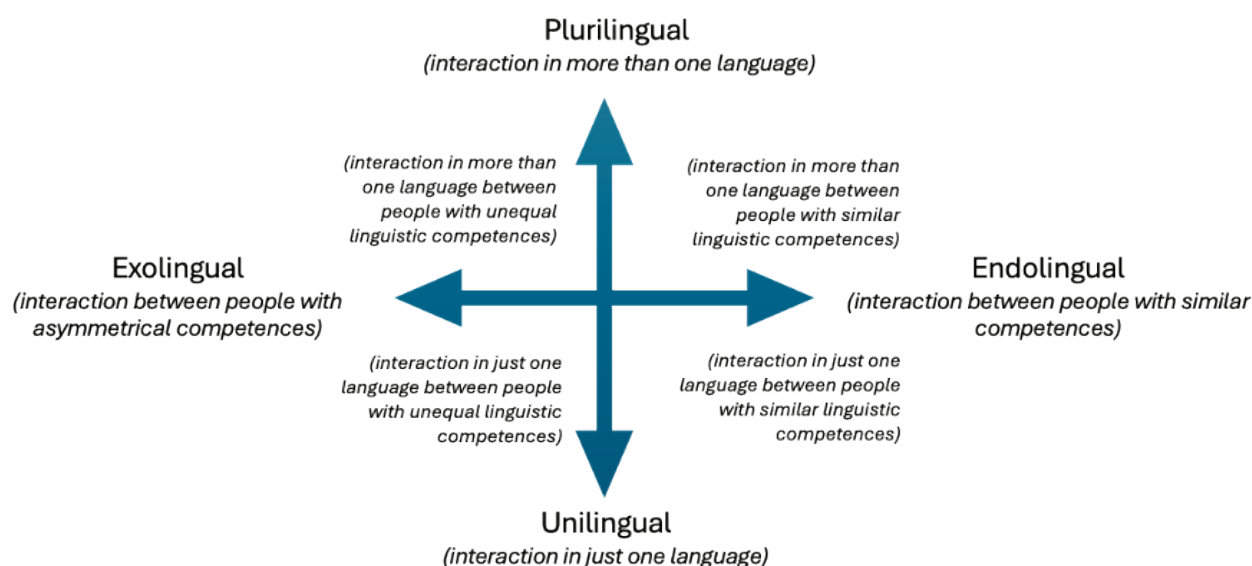 Plurilingual
(interaction in more than one language)
(interaction in more than
one language between
people with unequal
linguistic competences)
(interaction in more than
one language between
people with similar
linguistic competences)
Exolingual
(interaction between people with
asymmetrical competences)
Endolingual
(interaction between people with similar
competences)
(interaction in just one
language between people
with unequal linguistic
competences)
(interaction in just one
language between people
with similar linguistic
competences)
Unilingual
(interaction in just one language)